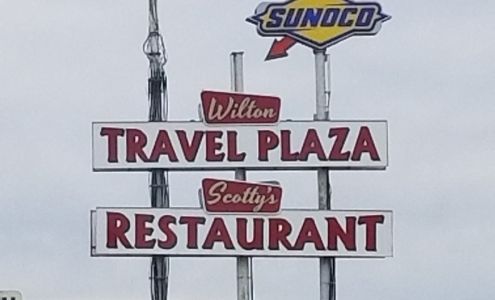 SUNOCO
Wilton
TRAVEL PLAZA
Scotty's
RESTAURANT